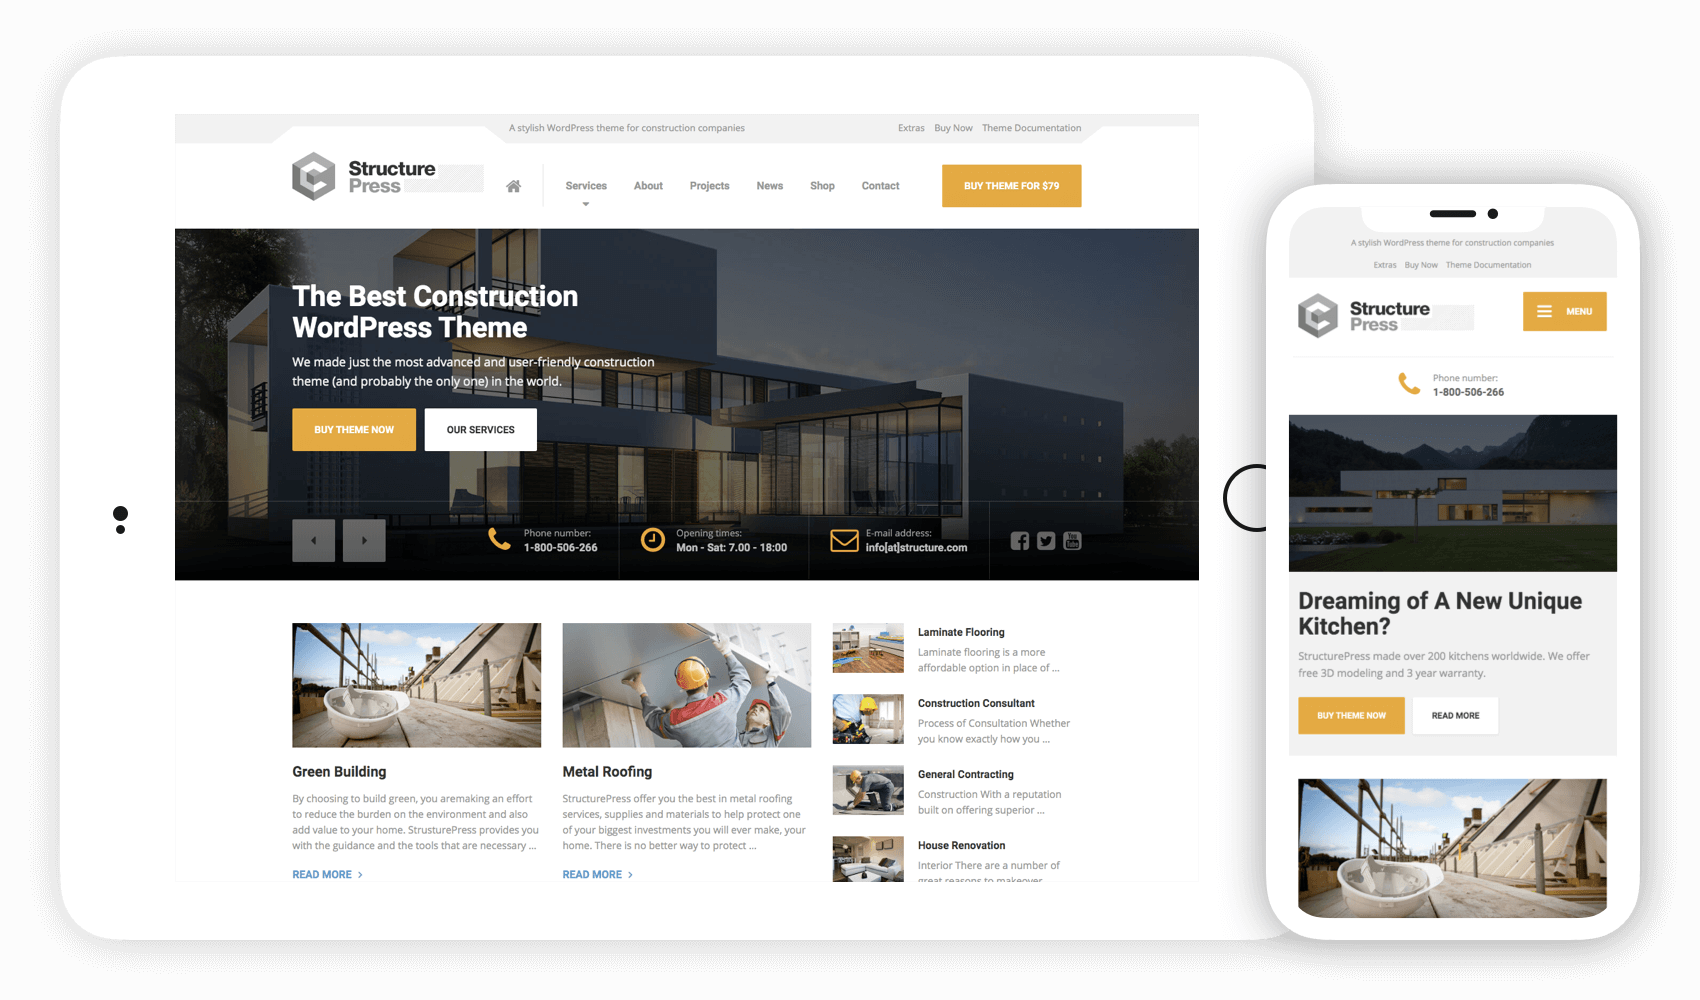 A stylish WordPress theme for construction companies
Extras Buy Now Theme Documentation
Structure
Press
Services About Projects News Shop Contact
BUY THEME FOR $79
The Best Construction
WordPress Theme
We made just the most advanced and user-friendly construction
theme (and probably the only one) in the world.
BUY THEME NOW
OUR SERVICES
Phone number:
1-800-506-266
Opening times:
Mon - Sat: 7.00 - 18:00
E-mail address:
info[at]structure.com
You
Tube
Green Building
By choosing to build green, you aremaking an effort
to reduce the burden on the environment and also
add value to your home. StrusturePress provides you
with the guidance and the tools that are necessary ...
READ MORE
Metal Roofing
StructurePress offer you the best in metal roofing
services, supplies and materials to help protect one
of your biggest investments you will ever make, your
home. There is no better way to protect ...
READ MORE
Laminate Flooring
Laminate flooring is a more
affordable option in place of ...
Construction Consultant
Process of Consultation Whether
you know exactly how you ...
General Contracting
Construction With a reputation
built on offering superior ...
House Renovation
Interior There are a number of
great reasons to makeover
A stylish WordPress theme for construction companies
Extras Buy Now Theme Documentation
Structure
Press
MENU
Phone number:
1-800-506-266
Dreaming of A New Unique
Kitchen?
StructurePress made over 200 kitchens worldwide. We offer
free 3D modeling and 3 year warranty.
BUY THEME NOW
READ MORE